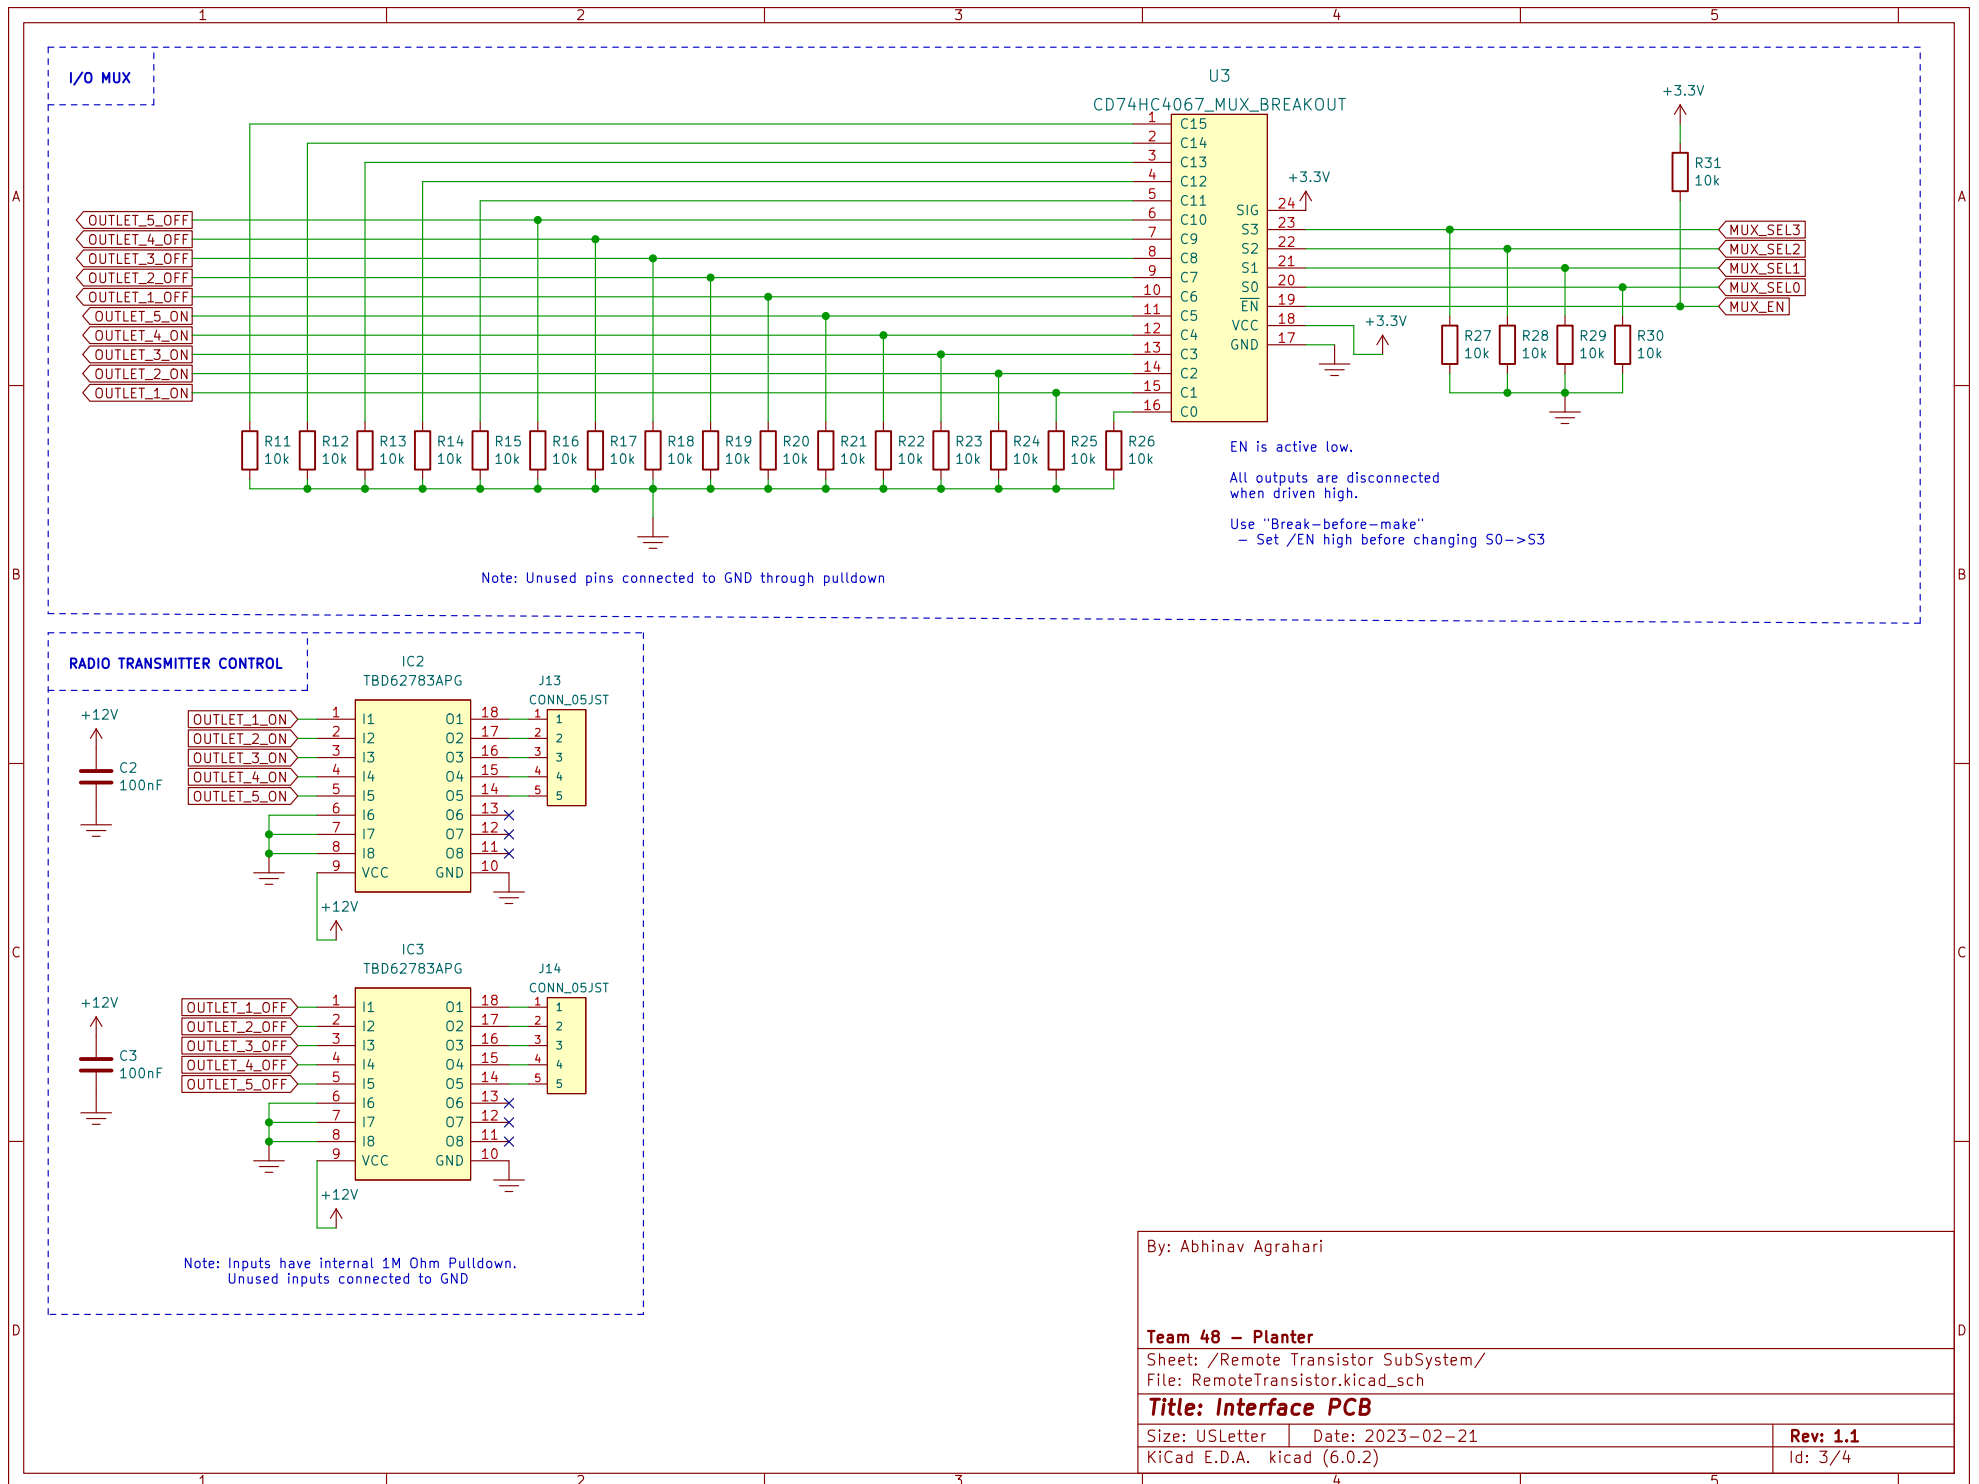 1 2 3 4 5
I/O MUX
U3
CD74HC4067_MUX_BREAKOUT
1 C15
2 C14
3 C13
4 C12
5 C11
6 C10
7 C9
8 C8
9 C7
10 C6
11 C5
12 C4
13 C3
14 C2
15 C1
16 C0
SIG 24
S3 23
S2 22
S1 21
S0 20
EN 19
VCC 18
GND 17
+3.3V
+3.3V
+3.3V
R31
10k
A
A
OUTLET_5_OFF
OUTLET_4_OFF
OUTLET_3_OFF
OUTLET_2_OFF
OUTLET_1_OFF
OUTLET_5_ON
OUTLET_4_ON
OUTLET_3_ON
OUTLET_2_ON
OUTLET_1_ON
MUX_SEL3
MUX_SEL2
MUX_SEL1
MUX_SEL0
MUX_EN
R27 R28 R29 R30
10k 10k 10k 10k
R11 R12 R13 R14 R15 R16 R17 R18 R19 R20 R21 R22 R23 R24 R25 R26
10k 10k 10k 10k 10k 10k 10k 10k 10k 10k 10k 10k 10k 10k 10k 10k
EN is active low.
All outputs are disconnected
when driven high.
Use "Break-before-make"
- Set /EN high before changing S0->S3
Note: Unused pins connected to GND through pulldown
B
B
RADIO TRANSMITTER CONTROL
IC2
TBD62783APG
J13
CONN_05JST
+12V
C2
100nF
OUTLET_1_ON 1 I1 O1 18 1 1
OUTLET_2_ON 2 I2 O2 17 2 2
OUTLET_3_ON 3 I3 O3 16 3 3
OUTLET_4_ON 4 I4 O4 15 4 4
OUTLET_5_ON 5 I5 O5 14 5 5
6 I6 O6 13
7 I7 O7 12
8 I8 O8 11
9 VCC GND 10
+12V
C
C
IC3
TBD62783APG
J14
CONN_05JST
+12V
C3
100nF
OUTLET_1_OFF 1 I1 O1 18 1 1
OUTLET_2_OFF 2 I2 O2 17 2 2
OUTLET_3_OFF 3 I3 O3 16 3 3
OUTLET_4_OFF 4 I4 O4 15 4 4
OUTLET_5_OFF 5 I5 O5 14 5 5
6 I6 O6 13
7 I7 O7 12
8 I8 O8 11
9 VCC GND 10
+12V
Note: Inputs have internal 1M Ohm Pulldown.
Unused inputs connected to GND
D
D
By: Abhinav Agrahari
Team 48 - Planter
Sheet: /Remote Transistor SubSystem/
File: RemoteTransistor.kicad_sch
Title: Interface PCB
Size: USLetter Date: 2023-02-21 Rev: 1.1
KiCad E.D.A. kicad (6.0.2) Id: 3/4
1 2 3 4 5